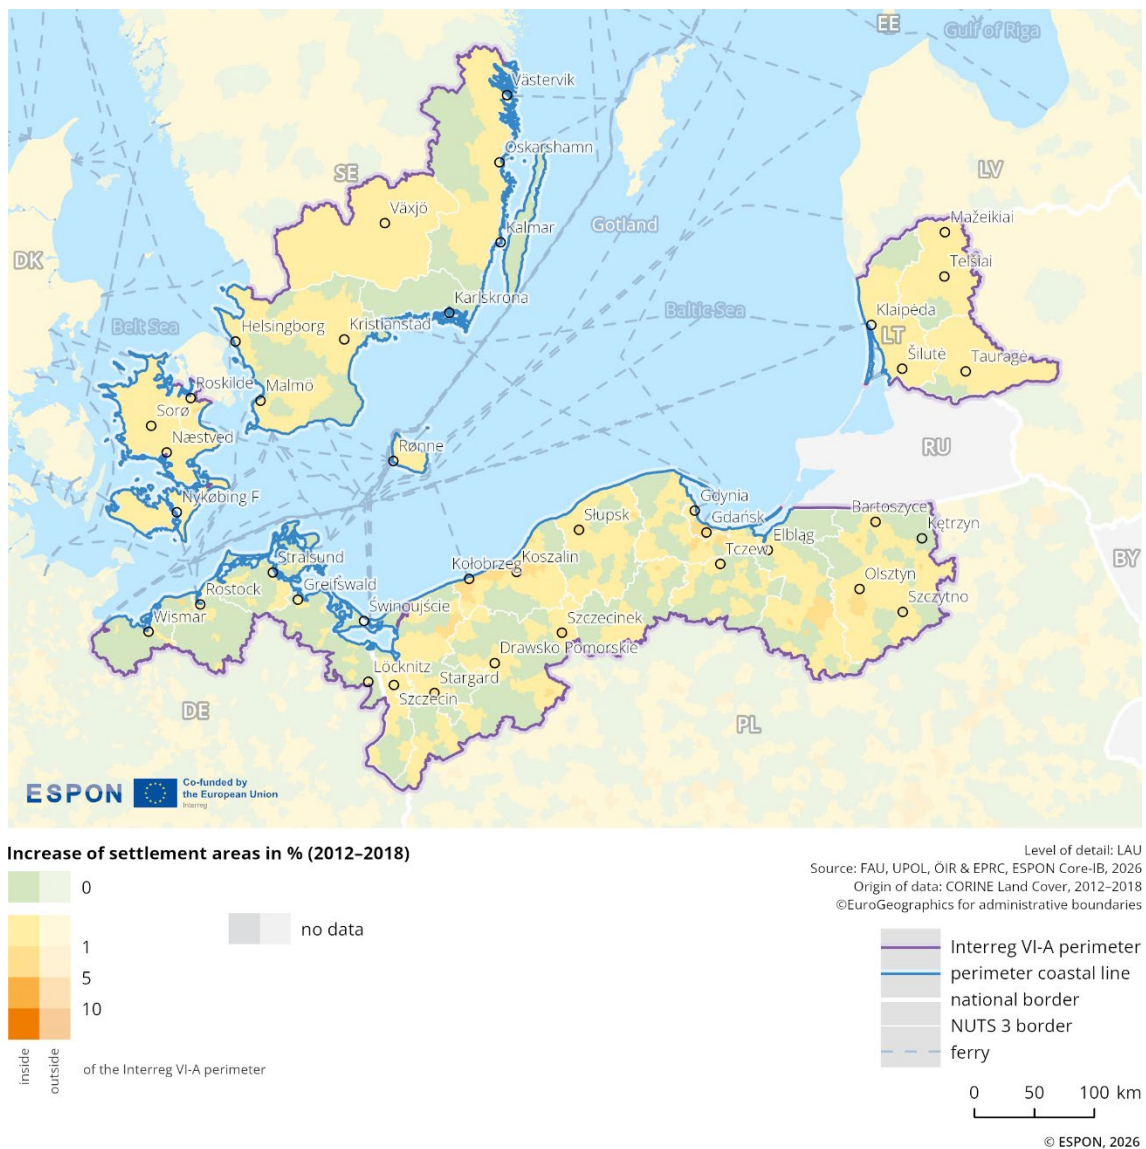 EE
Gulf of Riga
Västervik
Oskarshamn
SE
LV
Växjö
Mažeikiai
Gotland
Kalmar
DK
Telšiai
Karlskrona
Baltic Sea
Klaipėda
Belt Sea
Helsingborg
Kristianstad
LT
Šilutė
Tauragė
Roskilde
Malmö
Sorø
Næstved
Rønne
RU
Nykøbing F
Gdynia
Bartoszyce
Słupsk
Gdańsk
Kętrzyn
Elbląg
Tczew
Stralsund
Kołobrzeg
Koszalin
BY
Rostock
Greifswald
Olsztyn
Świnoujście
Szczytno
Wismar
Szczecinek
Drawsko Pomorskie
Löcknitz
Stargard
Szczecin
DE
PL
ESPON
Co-funded by
the European Union
Interreg
Increase of settlement areas in % (2012–2018)
0
1
5
10
no data
inside
outside
of the Interreg VI-A perimeter
Level of detail: LAU
Source: FAU, UPOL, ÖIR & EPRC, ESPON Core-IB, 2026
Origin of data: CORINE Land Cover, 2012–2018
©EuroGeographics for administrative boundaries
Interreg VI-A perimeter
perimeter coastal line
national border
NUTS 3 border
ferry
0 50 100 km
© ESPON, 2026